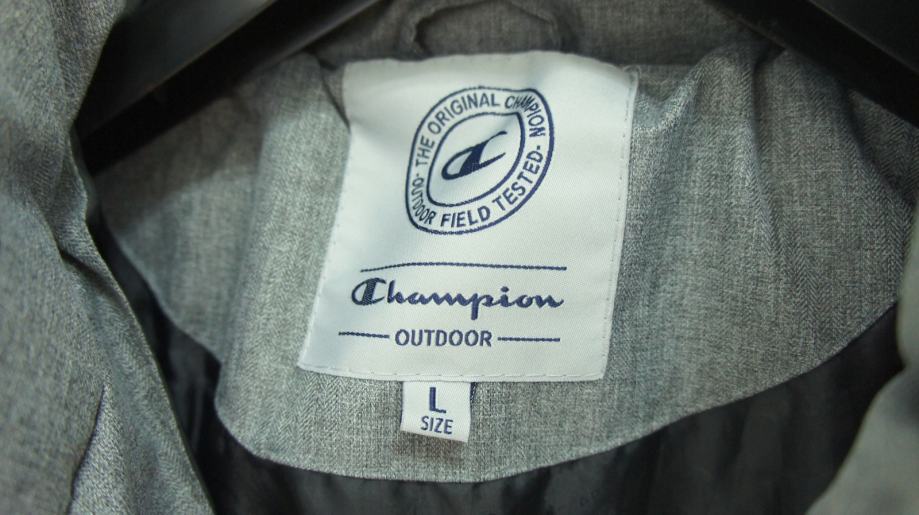 THE ORIGINAL CHAMPION
-OUTDOOR FIELD TESTED-
Champion
OUTDOOR
L
SIZE